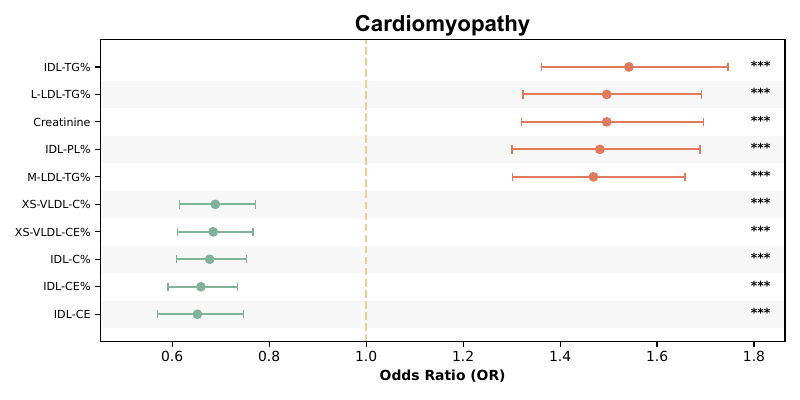 Cardiomyopathy
IDL-TG% ***
L-LDL-TG% ***
Creatinine ***
IDL-PL% ***
M-LDL-TG% ***
XS-VLDL-C% ***
XS-VLDL-CE% ***
IDL-C% ***
IDL-CE% ***
IDL-CE ***
0.6 0.8 1.0 1.2 1.4 1.6 1.8
Odds Ratio (OR)